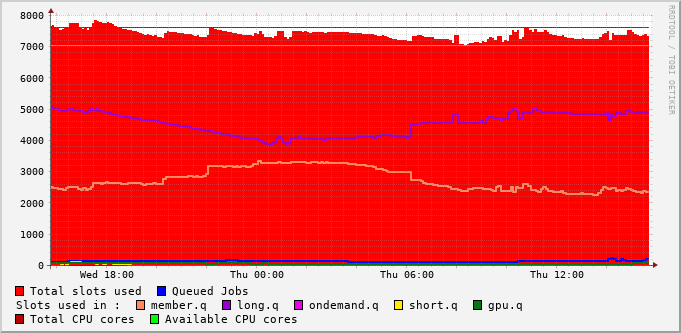 8000
7000
6000
5000
4000
3000
2000
1000
0
Wed 18:00 Thu 00:00 Thu 06:00 Thu 12:00
RRDTOOL / TOBI OETIKER
Total slots used Queued Jobs
Slots used in : member.q long.q ondemand.q short.q gpu.q
Total CPU cores Available CPU cores